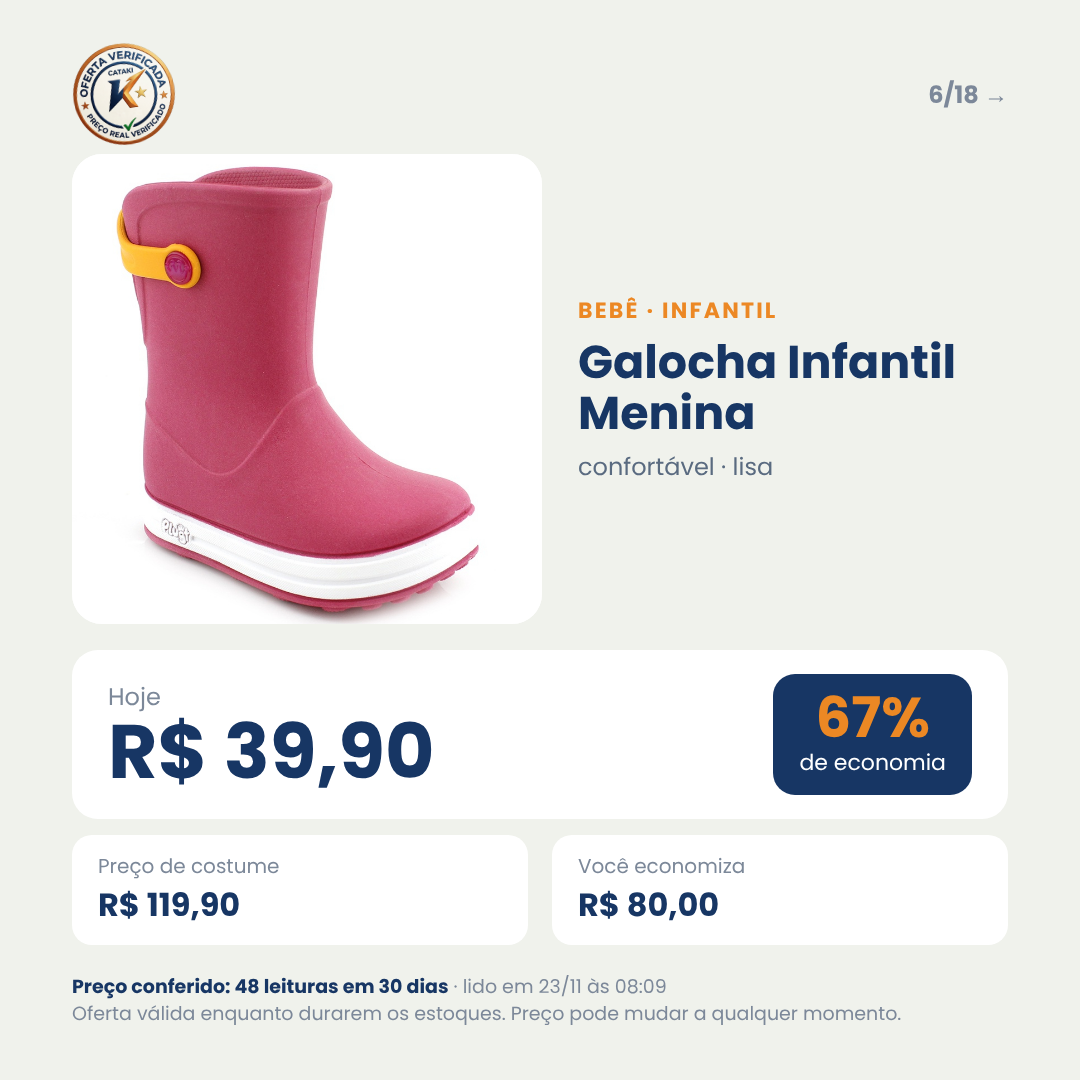 OFERTA VERIFICADA
CATAKI
K
PREÇO REAL VERIFICADO
6/18 →
BEBÊ · INFANTIL
Galocha Infantil
Menina
confortável · lisa
Hoje
R$ 39,90
67%
de economia
Preço de costume
R$ 119,90
Você economiza
R$ 80,00
Preço conferido: 48 leituras em 30 dias · lido em 23/11 às 08:09
Oferta válida enquanto durarem os estoques. Preço pode mudar a qualquer momento.